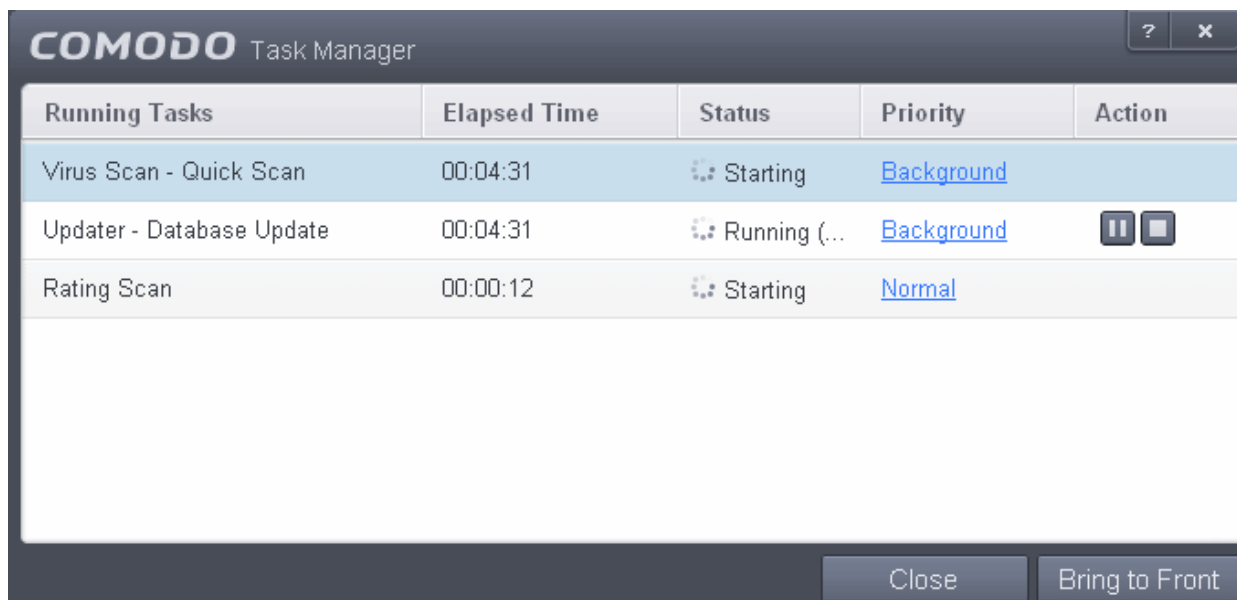 COMODO Task Manager ? x
Running Tasks Elapsed Time Status Priority Action
Virus Scan - Quick Scan 00:04:31 Starting Background
Updater - Database Update 00:04:31 Running (... Background
Rating Scan 00:00:12 Starting Normal
Close Bring to Front